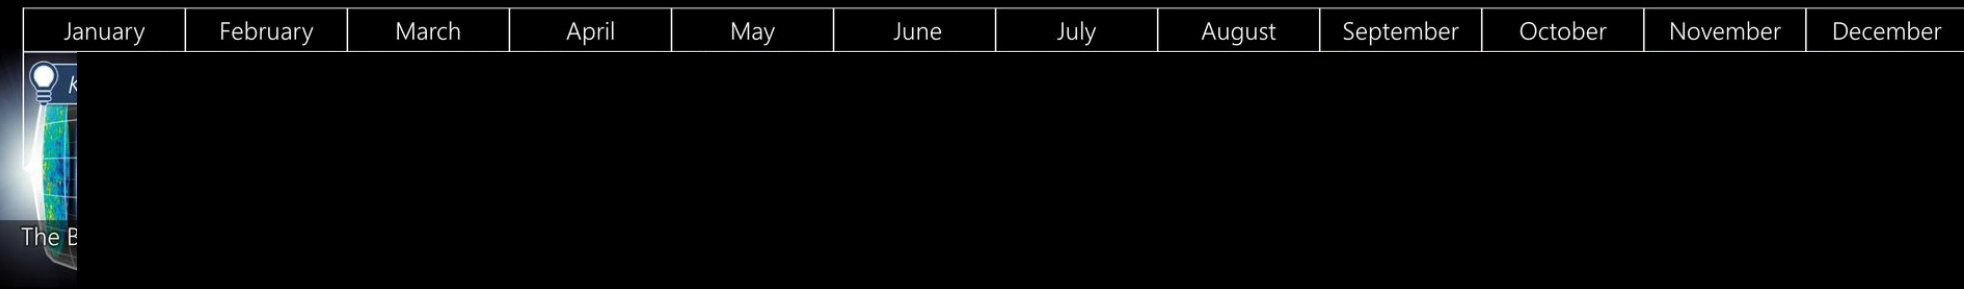 January February March April May June July August September October November December
K
The B